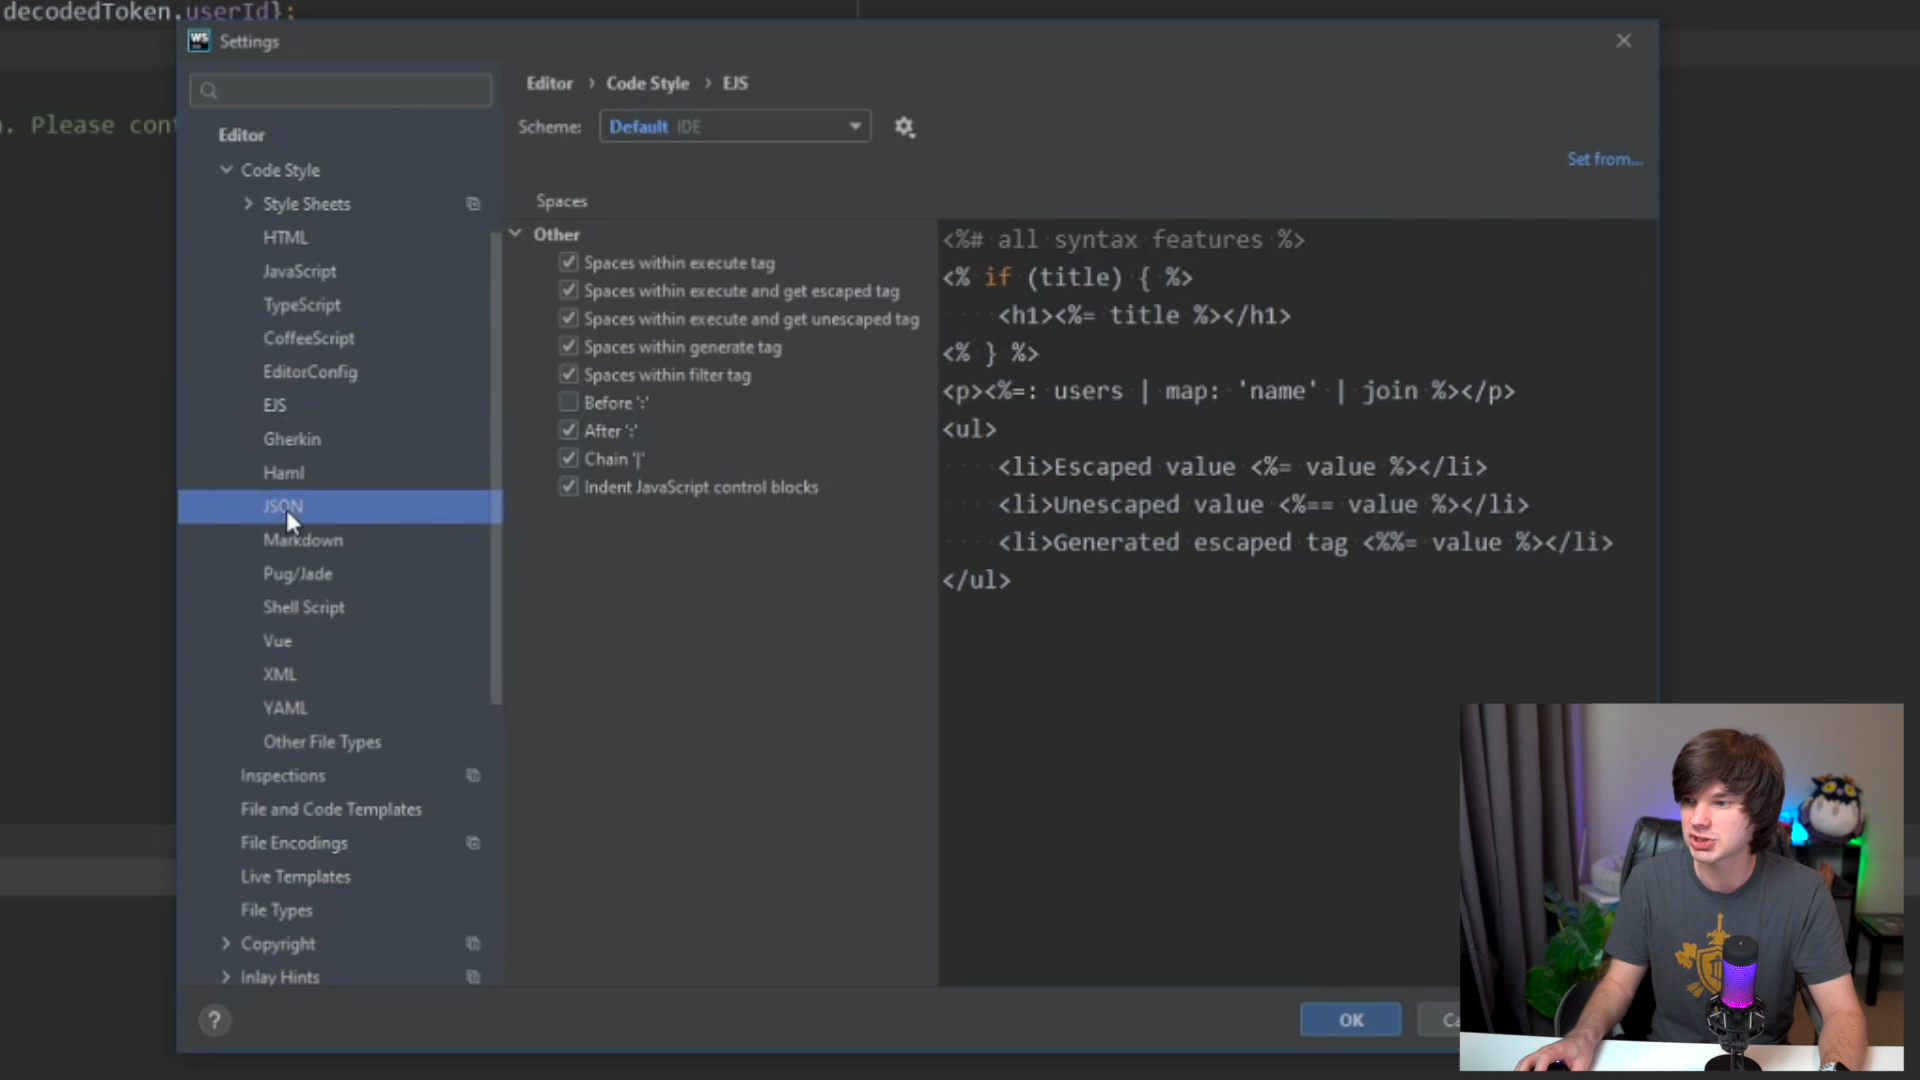 decodedToken.userId};
. Please cont
WS
Settings
Editor
Code Style
Style Sheets
HTML
JavaScript
TypeScript
CoffeeScript
EditorConfig
EJS
Gherkin
Haml
JSON
Markdown
Pug/Jade
Shell Script
Vue
XML
YAML
Other File Types
Inspections
File and Code Templates
File Encodings
Live Templates
File Types
Copyright
Inlay Hints
?
Editor › Code Style › EJS
Scheme: Default IDE
Set from...
Spaces
Other
Spaces within execute tag
Spaces within execute and get escaped tag
Spaces within execute and get unescaped tag
Spaces within generate tag
Spaces within filter tag
Before ':'
After ':'
Chain '|'
Indent JavaScript control blocks
<%# all syntax features %>
<% if (title) { %>
<h1><%= title %></h1>
<% } %>
<p><%=: users | map: 'name' | join %></p>
<ul>
<li>Escaped value <%= value %></li>
<li>Unescaped value <%== value %></li>
<li>Generated escaped tag <%%= value %></li>
</ul>
OK
Ca